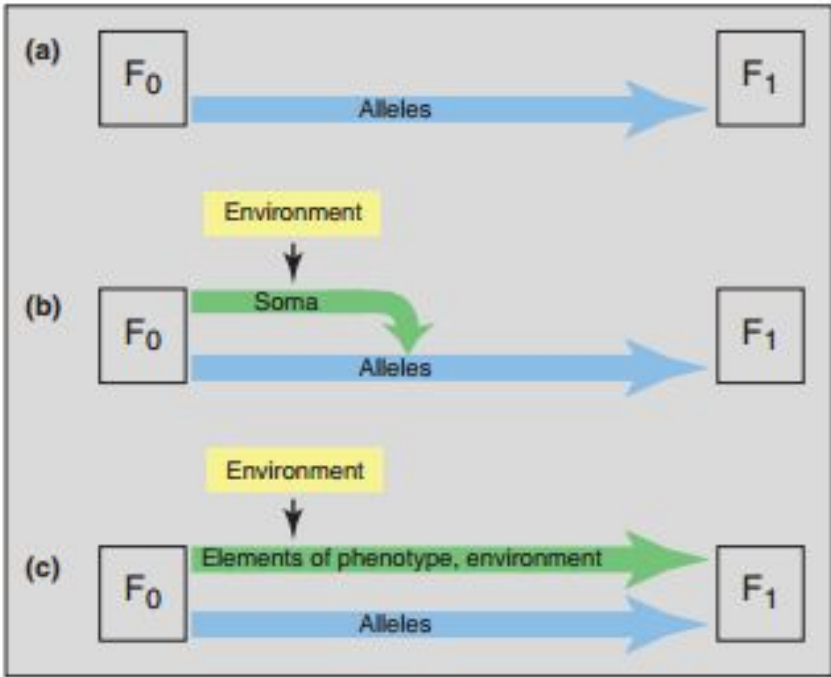 (a)
F0
Alleles
F1
Environment
(b)
F0
Soma
Alleles
F1
Environment
(c)
F0
Elements of phenotype, environment
Alleles
F1